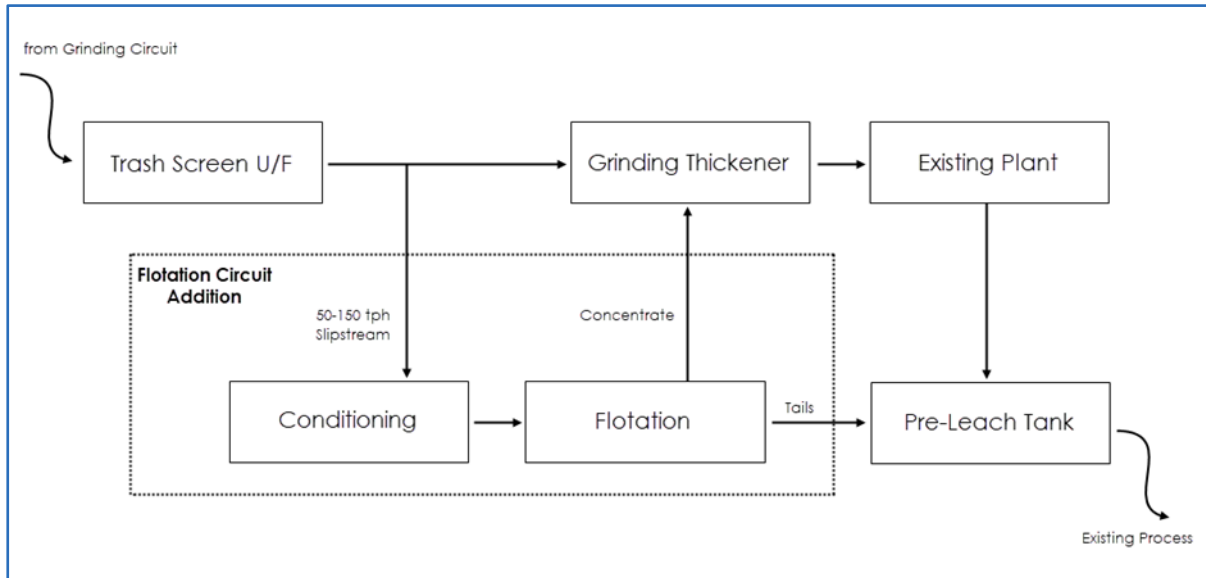 from Grinding Circuit
Trash Screen U/F
Grinding Thickener
Existing Plant
Flotation Circuit
Addition
50-150 tph
Slipstream
Concentrate
Conditioning
Flotation
Tails
Pre-Leach Tank
Existing Process